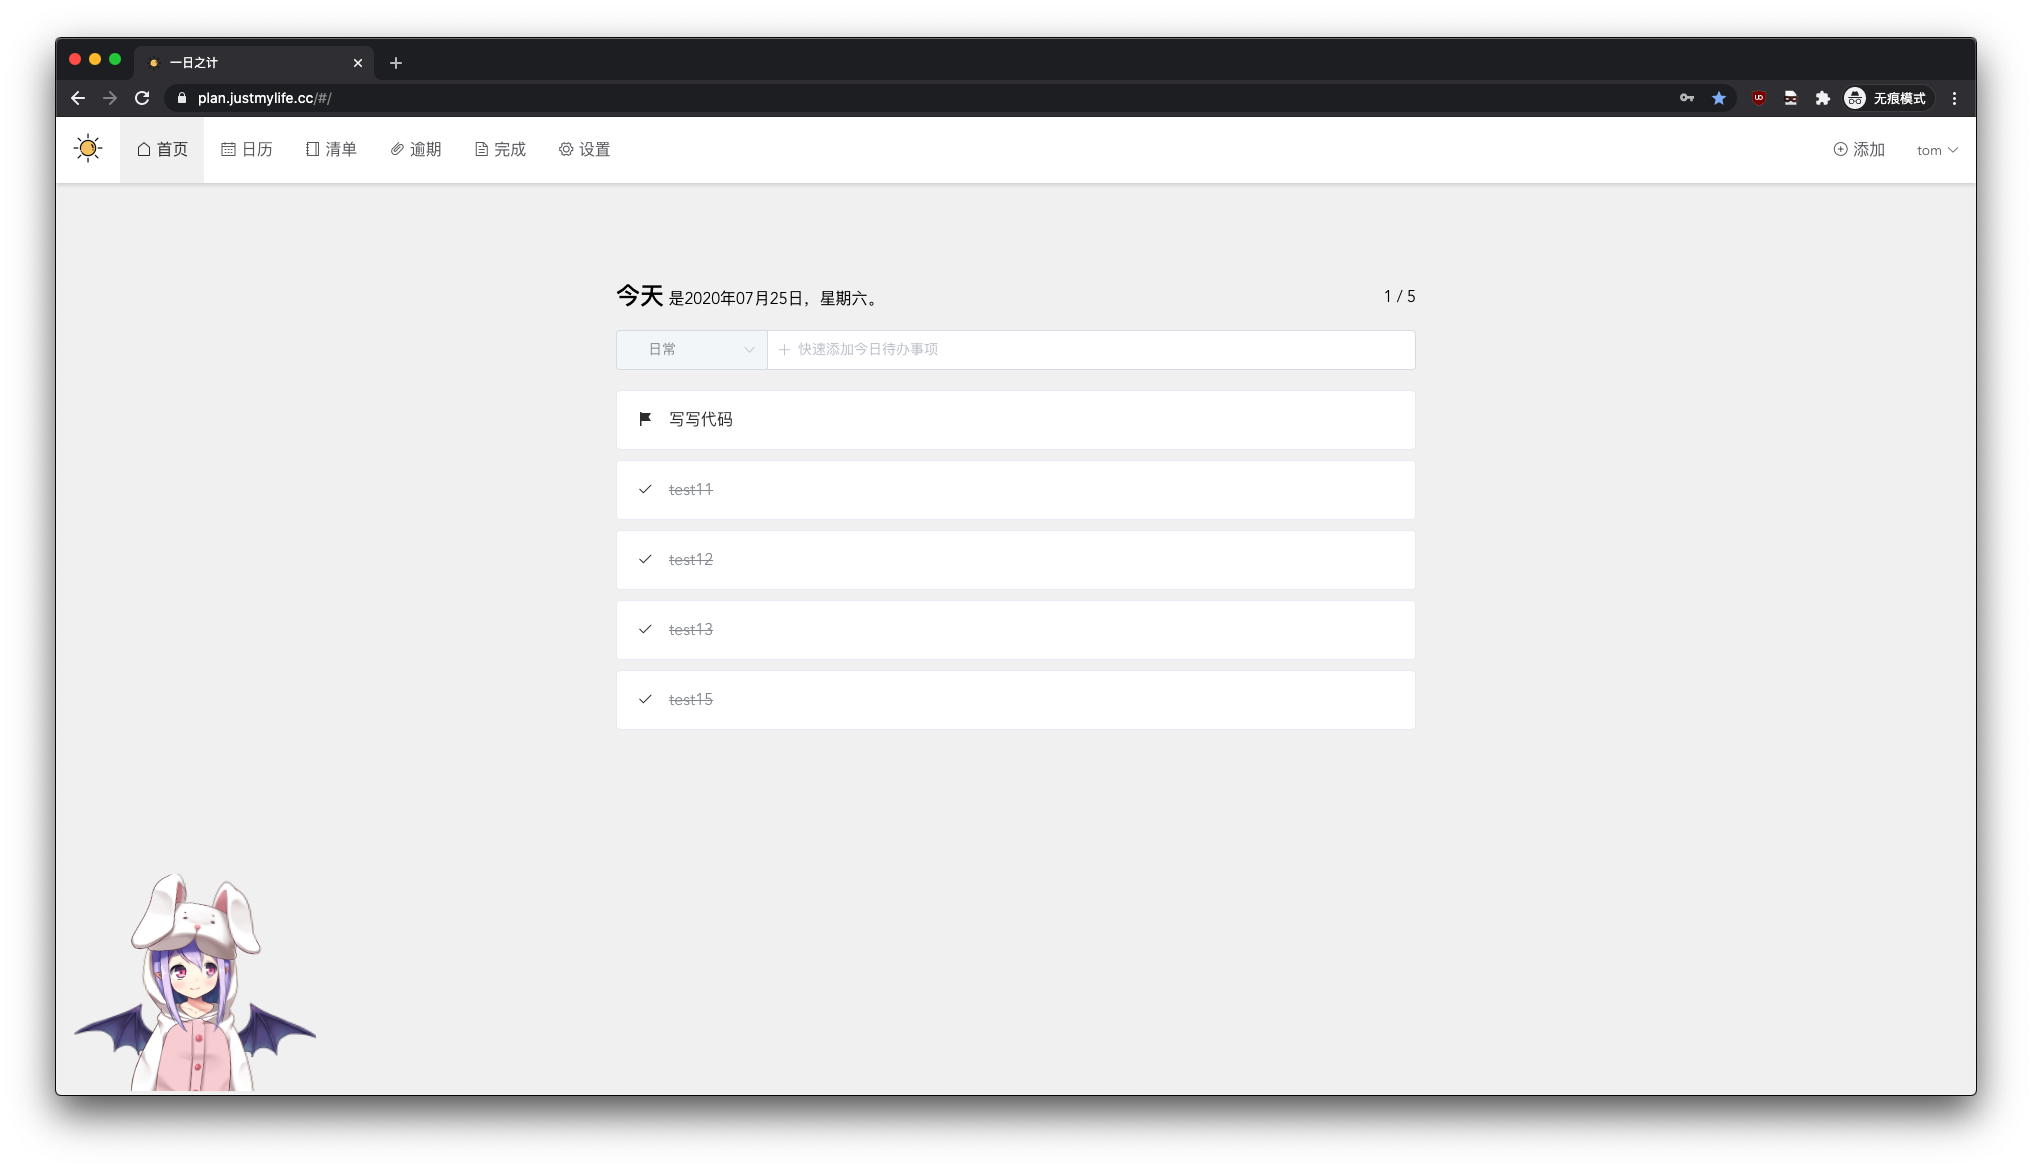 一日之计
plan.justmylife.cc/#/
无痕模式
首页 日历 清单 逾期 完成 设置 添加 tom
今天 是2020年07月25日，星期六。 1 / 5
日常 快速添加今日待办事项
写写代码
test11
test12
test13
test15